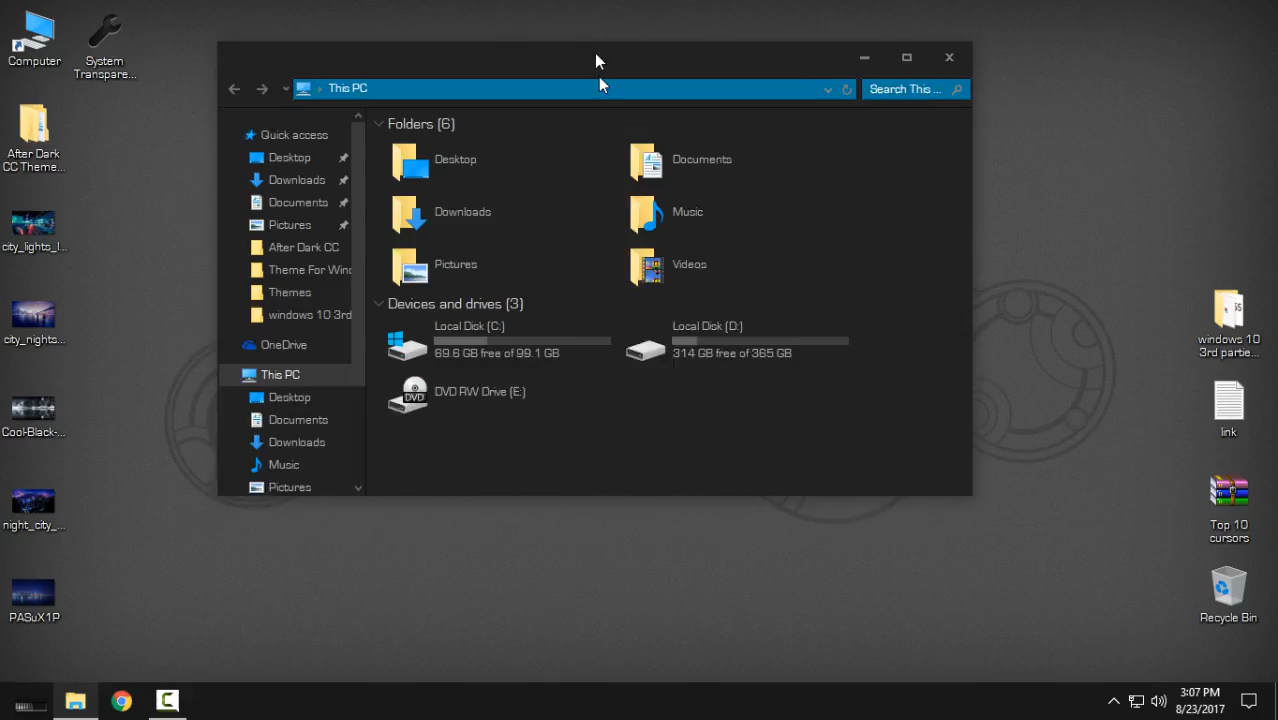 Computer
System
Transpare...
After Dark
CC Theme...
city_lights_l...
city_nights...
Cool-Black-...
night_city_...
PASuX1P
This PC
Search This ...
Quick access
Desktop
Downloads
Documents
Pictures
After Dark CC
Theme For Winc
Themes
windows 10 3rd
OneDrive
This PC
Desktop
Documents
Downloads
Music
Pictures
Folders (6)
Desktop
Documents
Downloads
Music
Pictures
Videos
Devices and drives (3)
Local Disk (C:)
69.6 GB free of 99.1 GB
Local Disk (D:)
314 GB free of 365 GB
DVD
DVD RW Drive (E:)
windows 10
3rd partie...
link
Top 10
cursors
Recycle Bin
3:07 PM
8/23/2017